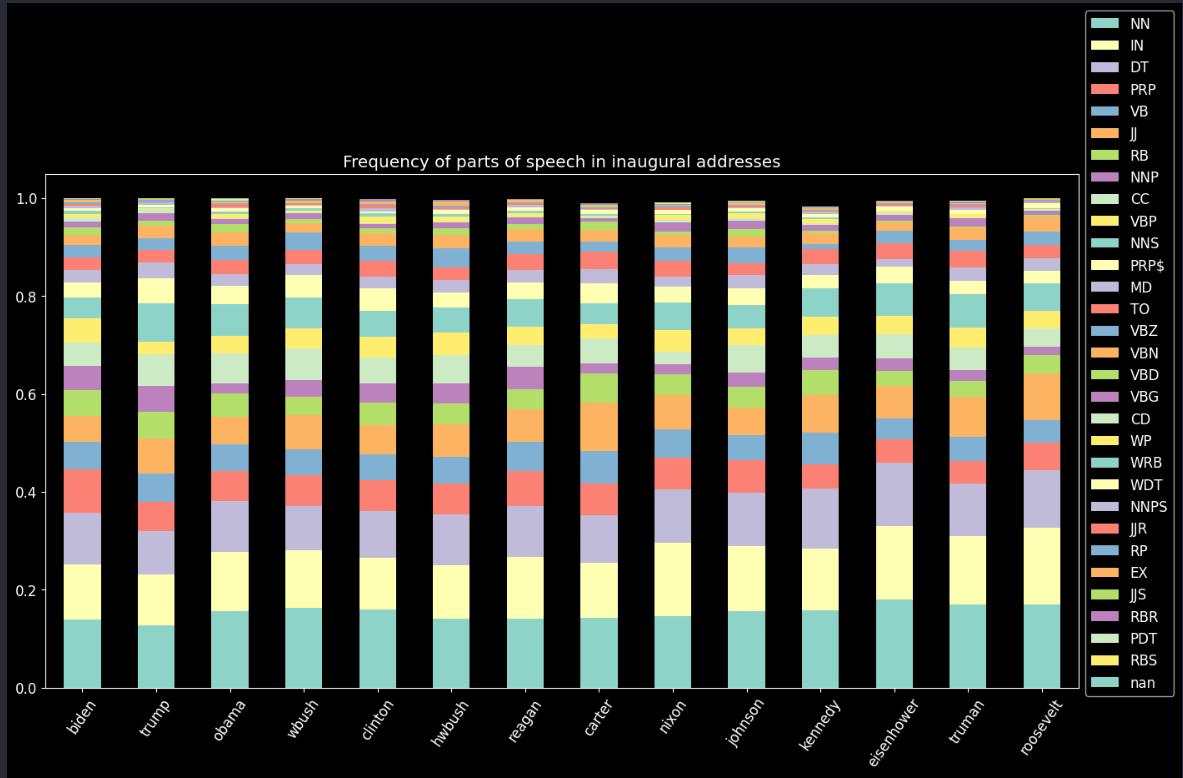 Frequency of parts of speech in inaugural addresses
1.0
0.8
0.6
0.4
0.2
0.0
biden
trump
obama
wbush
clinton
hwbush
reagan
carter
nixon
johnson
kennedy
eisenhower
truman
roosevelt
NN
IN
DT
PRP
VB
JJ
RB
NNP
CC
VBP
NNS
PRP$
MD
TO
VBZ
VBN
VBD
VBG
CD
WP
WRB
WDT
NNPS
JJR
RP
EX
JJS
RBR
PDT
RBS
nan